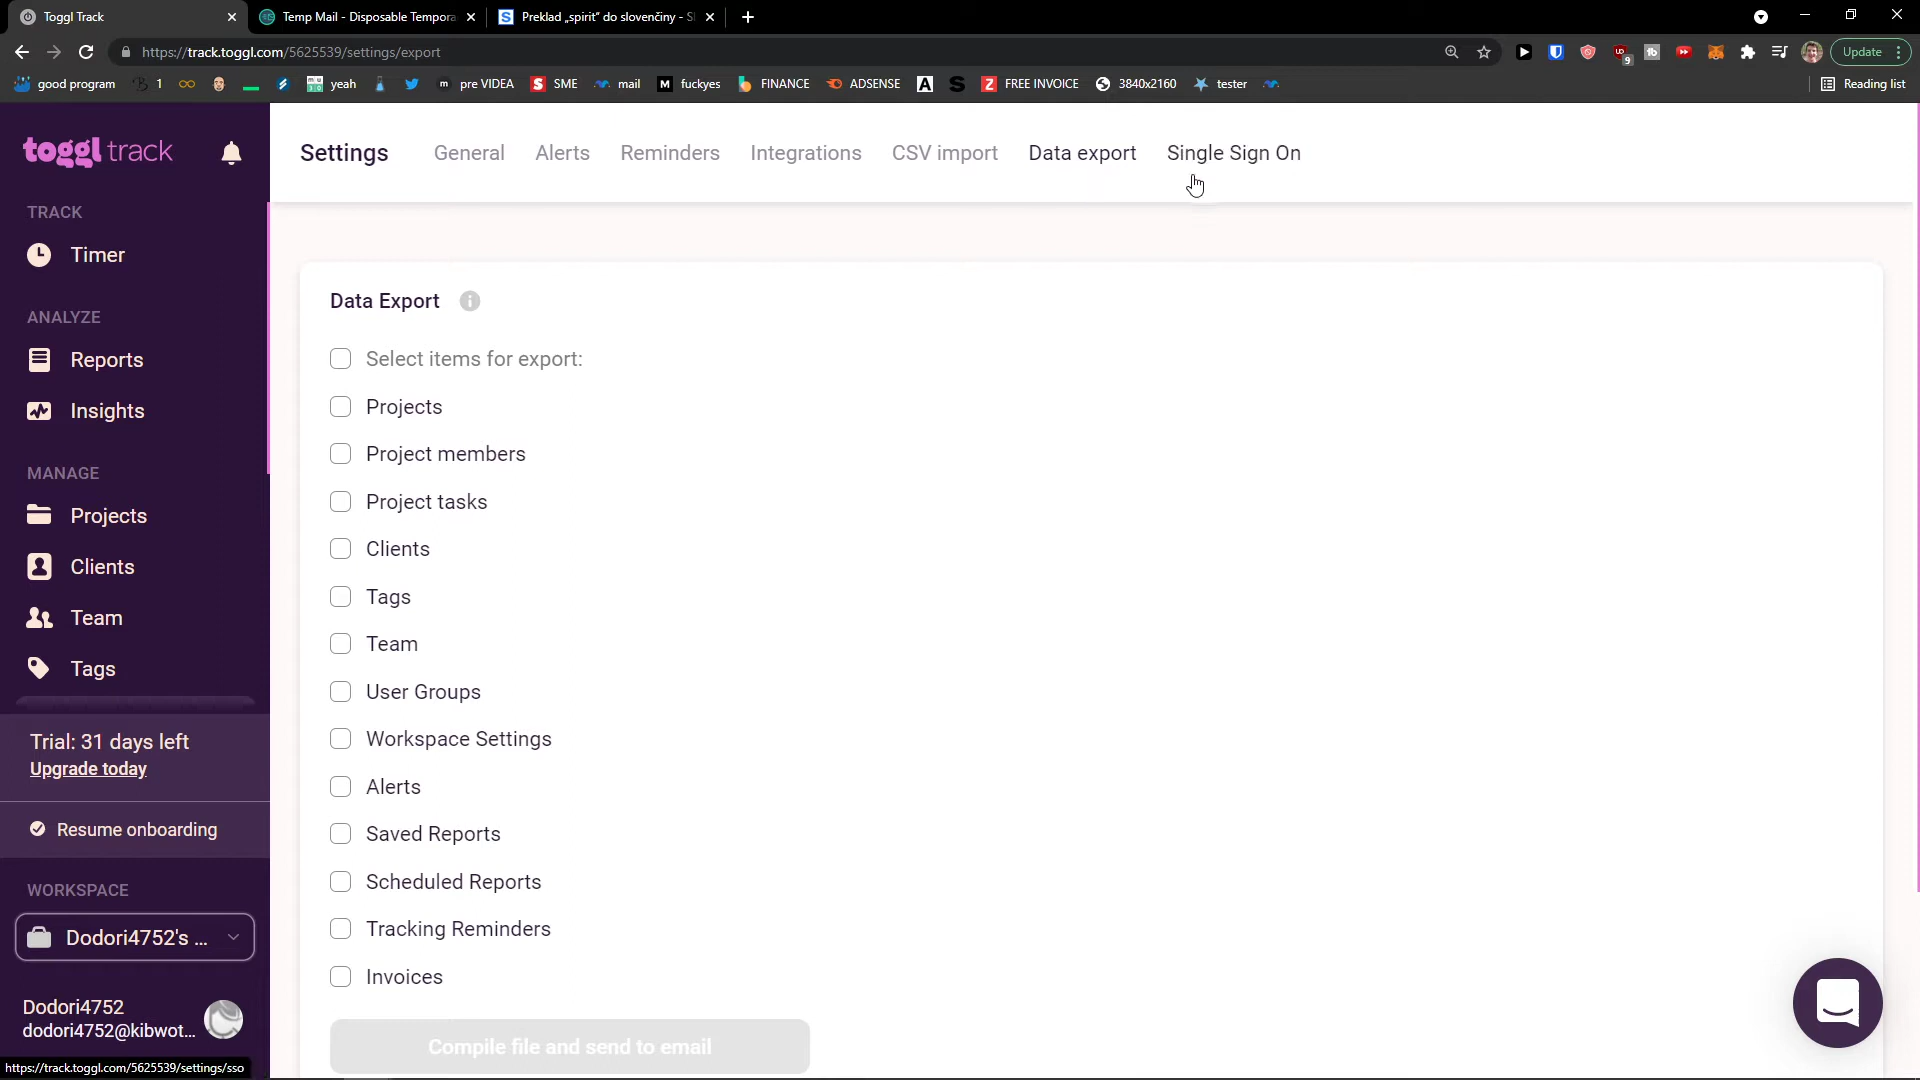 Toggl Track
Temp Mail - Disposable Tempora
Preklad „spirit“ do slovenčiny - S
https://track.toggl.com/5625539/settings/export
9
Update
good program
1
yeah
pre VIDEA
SME
mail
fuckyes
FINANCE
ADSENSE
FREE INVOICE
3840x2160
tester
Reading list
toggl track
Settings
General
Alerts
Reminders
Integrations
CSV import
Data export
Single Sign On
TRACK
Timer
ANALYZE
Reports
Insights
MANAGE
Projects
Clients
Team
Tags
Trial: 31 days left
Upgrade today
Resume onboarding
WORKSPACE
Dodori4752's ...
Dodori4752
dodori4752@kibwot...
https://track.toggl.com/5625539/settings/sso
Data Export
Select items for export:
Projects
Project members
Project tasks
Clients
Tags
Team
User Groups
Workspace Settings
Alerts
Saved Reports
Scheduled Reports
Tracking Reminders
Invoices
Compile file and send to email